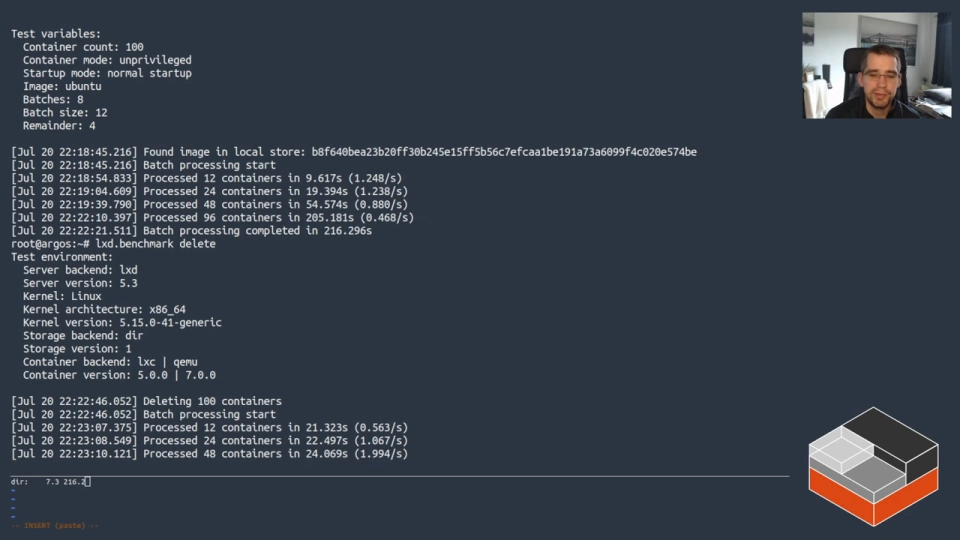 Test variables:
Container count: 100
Container mode: unprivileged
Startup mode: normal startup
Image: ubuntu
Batches: 8
Batch size: 12
Remainder: 4
[Jul 20 22:18:45.216] Found image in local store: b8f640bea23b20ff30b245e15ff5b56c7efcaa1be191a73a6099f4c020e574be
[Jul 20 22:18:45.216] Batch processing start
[Jul 20 22:18:54.833] Processed 12 containers in 9.617s (1.248/s)
[Jul 20 22:19:04.609] Processed 24 containers in 19.394s (1.238/s)
[Jul 20 22:19:39.790] Processed 48 containers in 54.574s (0.880/s)
[Jul 20 22:22:10.397] Processed 96 containers in 205.181s (0.468/s)
[Jul 20 22:22:21.511] Batch processing completed in 216.296s
root@argos:~# lxd.benchmark delete
Test environment:
Server backend: lxd
Server version: 5.3
Kernel: Linux
Kernel architecture: x86_64
Kernel version: 5.15.0-41-generic
Storage backend: dir
Storage version: 1
Container backend: lxc | qemu
Container version: 5.0.0 | 7.0.0
[Jul 20 22:22:46.052] Deleting 100 containers
[Jul 20 22:22:46.052] Batch processing start
[Jul 20 22:23:07.375] Processed 12 containers in 21.323s (0.563/s)
[Jul 20 22:23:08.549] Processed 24 containers in 22.497s (1.067/s)
[Jul 20 22:23:10.121] Processed 48 containers in 24.069s (1.994/s)
dir: 7.3 216.2
~
~
~
~
-- INSERT (paste) --